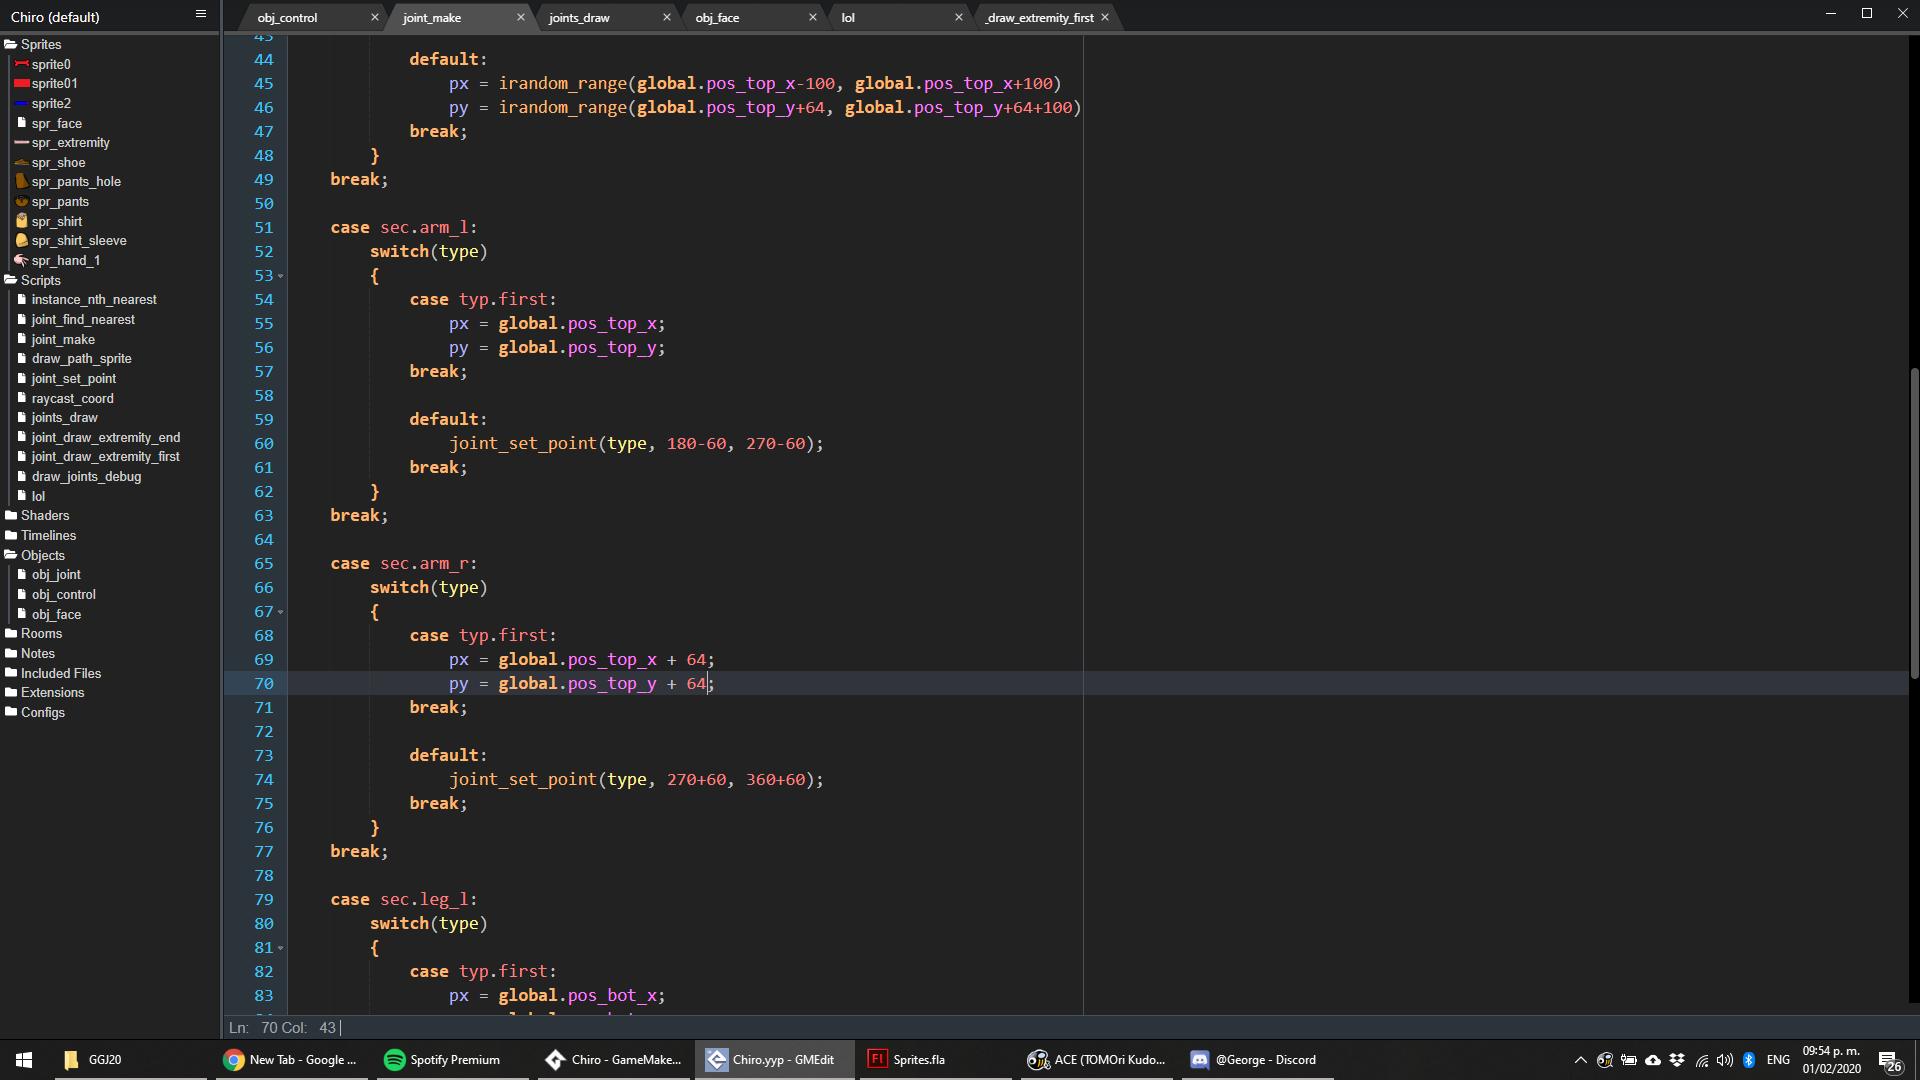 Chiro (default)
obj_control
joint_make
joints_draw
obj_face
lol
_draw_extremity_first
Sprites
sprite0
sprite01
sprite2
spr_face
spr_extremity
spr_shoe
spr_pants_hole
spr_pants
spr_shirt
spr_shirt_sleeve
spr_hand_1
Scripts
instance_nth_nearest
joint_find_nearest
joint_make
draw_path_sprite
joint_set_point
raycast_coord
joints_draw
joint_draw_extremity_end
joint_draw_extremity_first
draw_joints_debug
lol
Shaders
Timelines
Objects
obj_joint
obj_control
obj_face
Rooms
Notes
Included Files
Extensions
Configs
43
44 default:
45 px = irandom_range(global.pos_top_x-100, global.pos_top_x+100)
46 py = irandom_range(global.pos_top_y+64, global.pos_top_y+64+100)
47 break;
48 }
49 break;
50
51 case sec.arm_l:
52 switch(type)
53 {
54 case typ.first:
55 px = global.pos_top_x;
56 py = global.pos_top_y;
57 break;
58
59 default:
60 joint_set_point(type, 180-60, 270-60);
61 break;
62 }
63 break;
64
65 case sec.arm_r:
66 switch(type)
67 {
68 case typ.first:
69 px = global.pos_top_x + 64;
70 py = global.pos_top_y + 64;
71 break;
72
73 default:
74 joint_set_point(type, 270+60, 360+60);
75 break;
76 }
77 break;
78
79 case sec.leg_l:
80 switch(type)
81 {
82 case typ.first:
83 px = global.pos_bot_x;
Ln: 70 Col: 43
GGJ20
New Tab - Google ...
Spotify Premium
Chiro - GameMake...
Chiro.yyp - GMEdit
Fl Sprites.fla
ACE (TOMOri Kudo...
@George - Discord
ENG
09:54 p. m.
01/02/2020
26